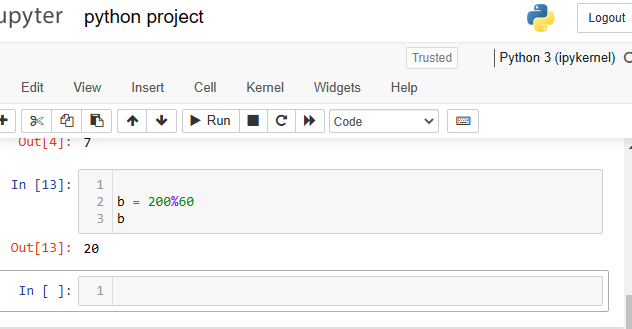 upyter python project
Logout
Trusted Python 3 (ipykernel)
Edit View Insert Cell Kernel Widgets Help
Run Code
Out[4]: 7
In [13]: 1
2 b = 200%60
3 b
Out[13]: 20
In [ ]: 1